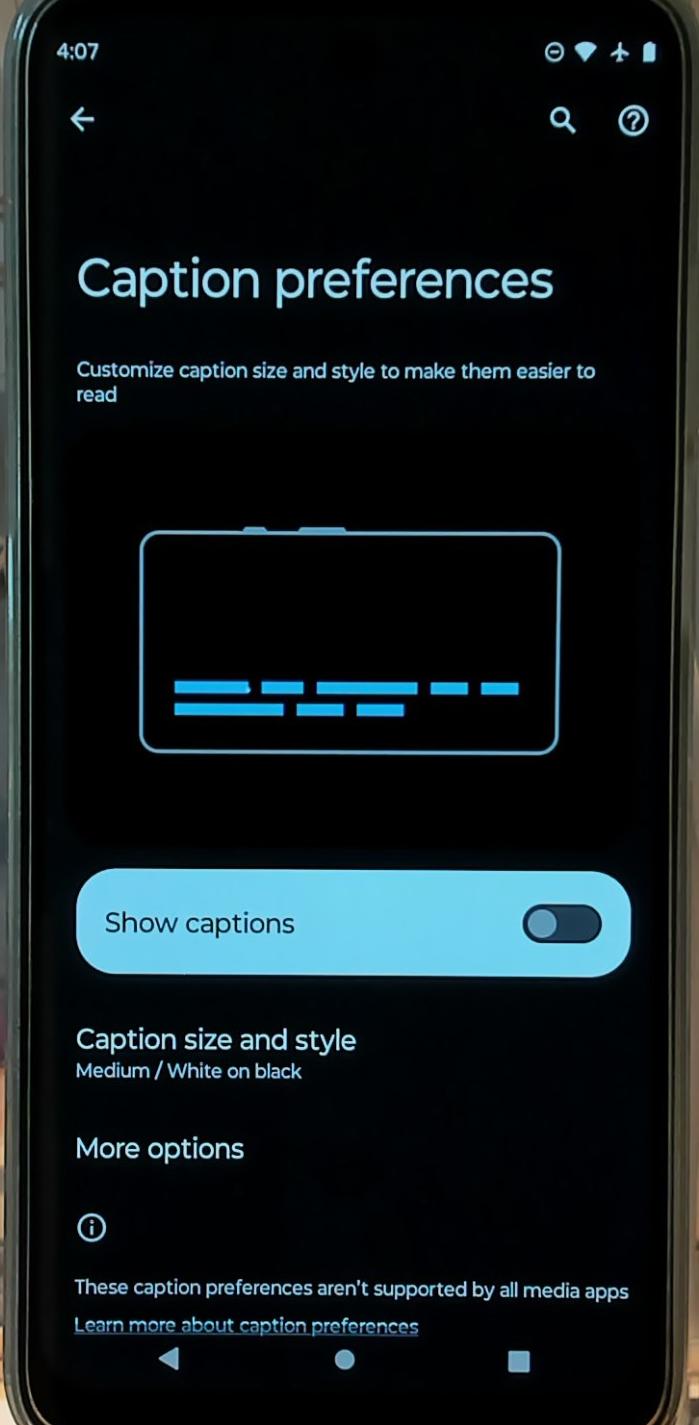 4:07
Caption preferences
Customize caption size and style to make them easier to
read
Show captions
Caption size and style
Medium / White on black
More options
These caption preferences aren't supported by all media apps
Learn more about caption preferences